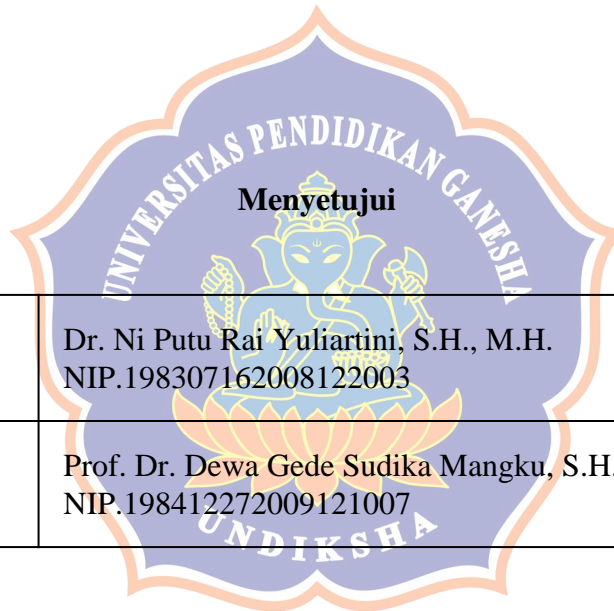 UNIVERSITAS PENDIDIKAN GANESHA
Menyetujui
Dr. Ni Putu Rai Yuliartini, S.H., M.H.
NIP.198307162008122003
Prof. Dr. Dewa Gede Sudika Mangku, S.H.
NIP.198412272009121007
UNDIKSHA